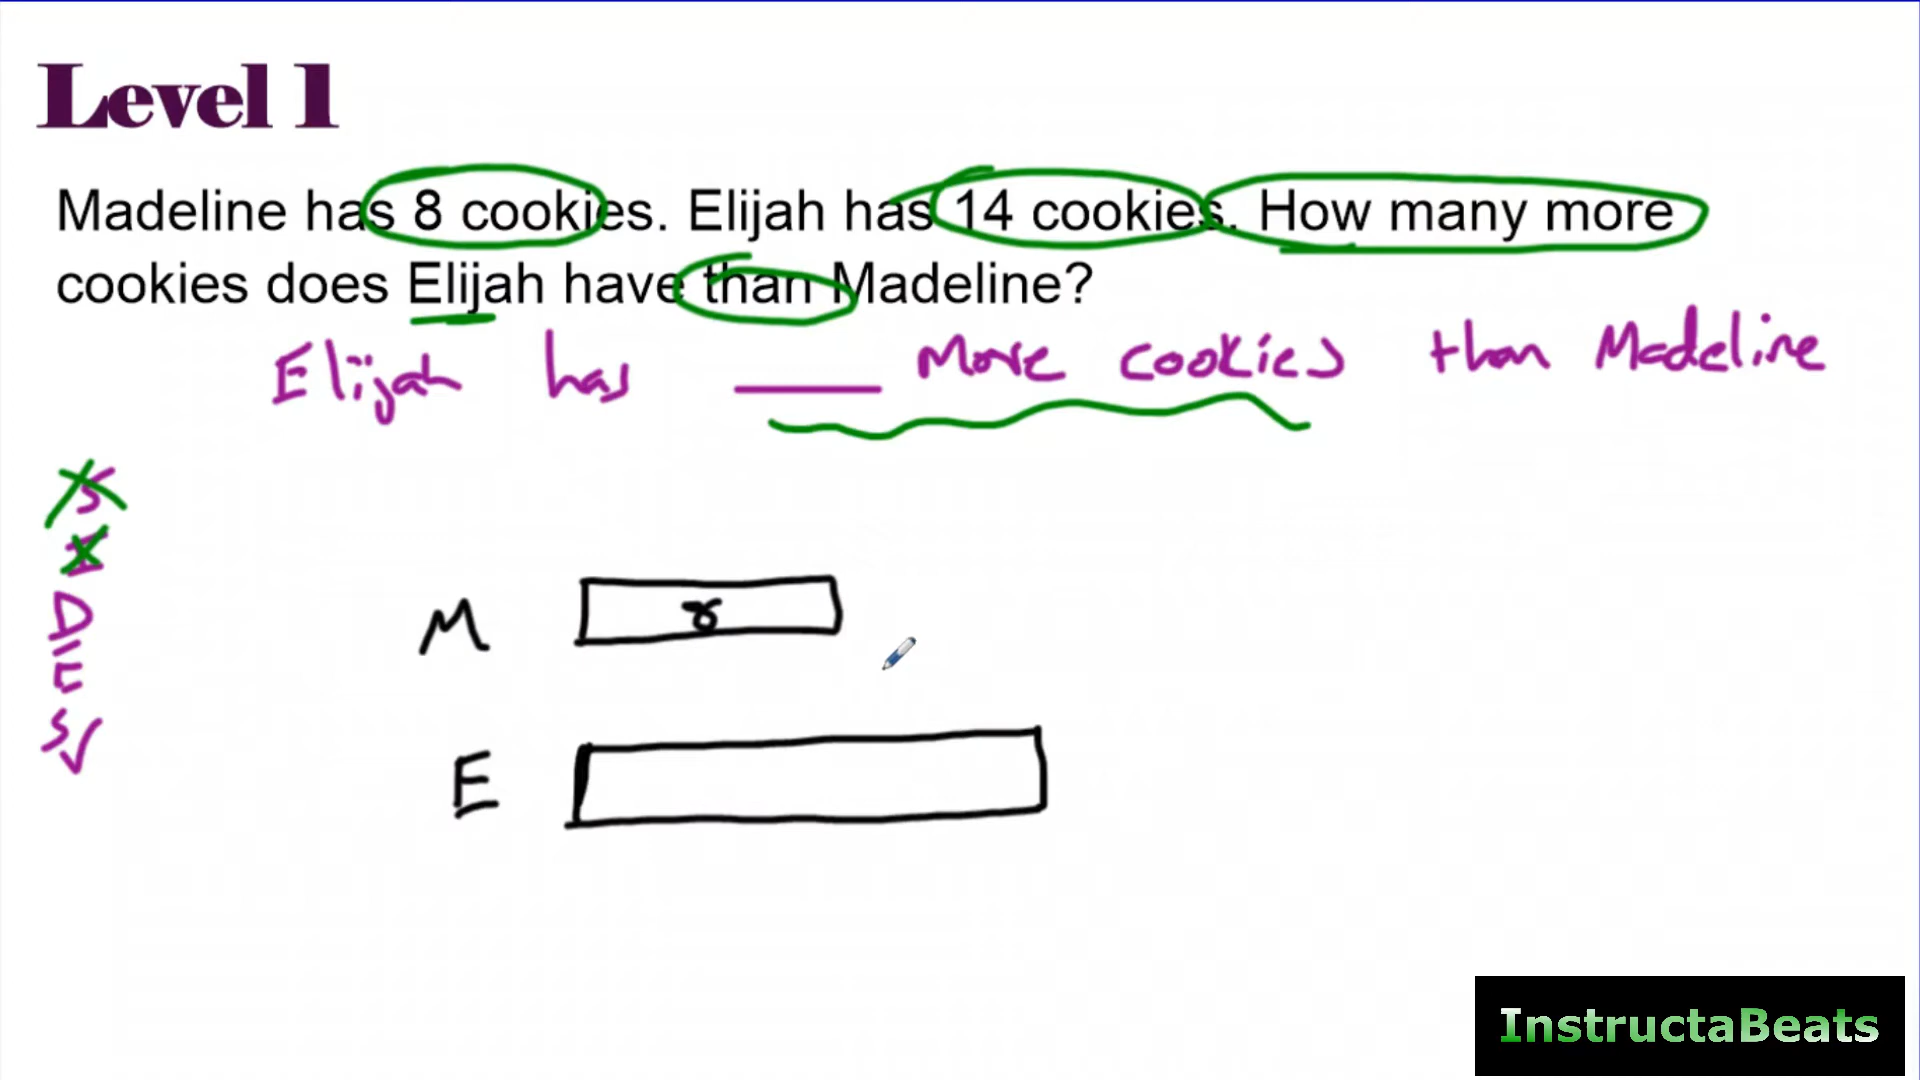 Level 1
Madeline has 8 cookies. Elijah has 14 cookies. How many more
cookies does Elijah have than Madeline?
Elijah has ____ more cookies than Madeline
S
I
D
E
S
M 8
E
InstructaBeats